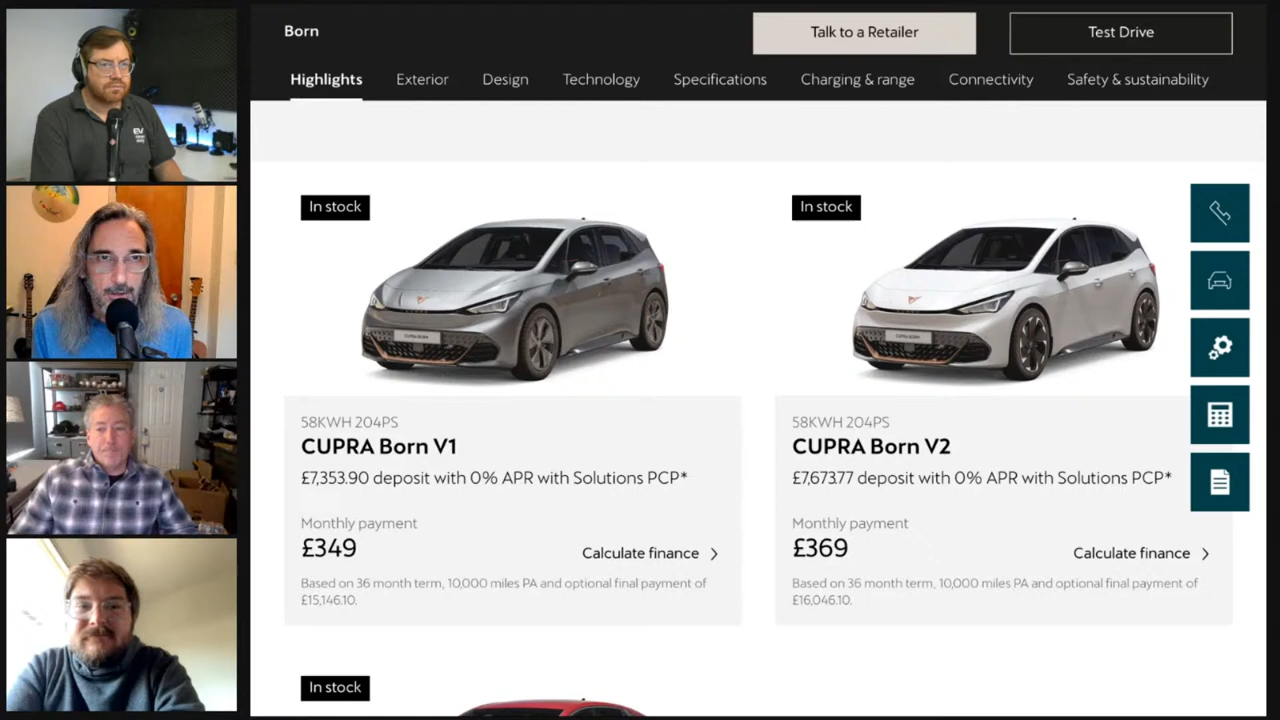 Born
Talk to a Retailer
Test Drive
Highlights
Exterior
Design
Technology
Specifications
Charging & range
Connectivity
Safety & sustainability
In stock
In stock
CUPRA BORN
CUPRA BORN
58KWH 204PS
CUPRA Born V1
£7,353.90 deposit with 0% APR with Solutions PCP*
Monthly payment
£349
Calculate finance
Based on 36 month term, 10,000 miles PA and optional final payment of
£15,146.10.
58KWH 204PS
CUPRA Born V2
£7,673.77 deposit with 0% APR with Solutions PCP*
Monthly payment
£369
Calculate finance
Based on 36 month term, 10,000 miles PA and optional final payment of
£16,046.10.
In stock
EV